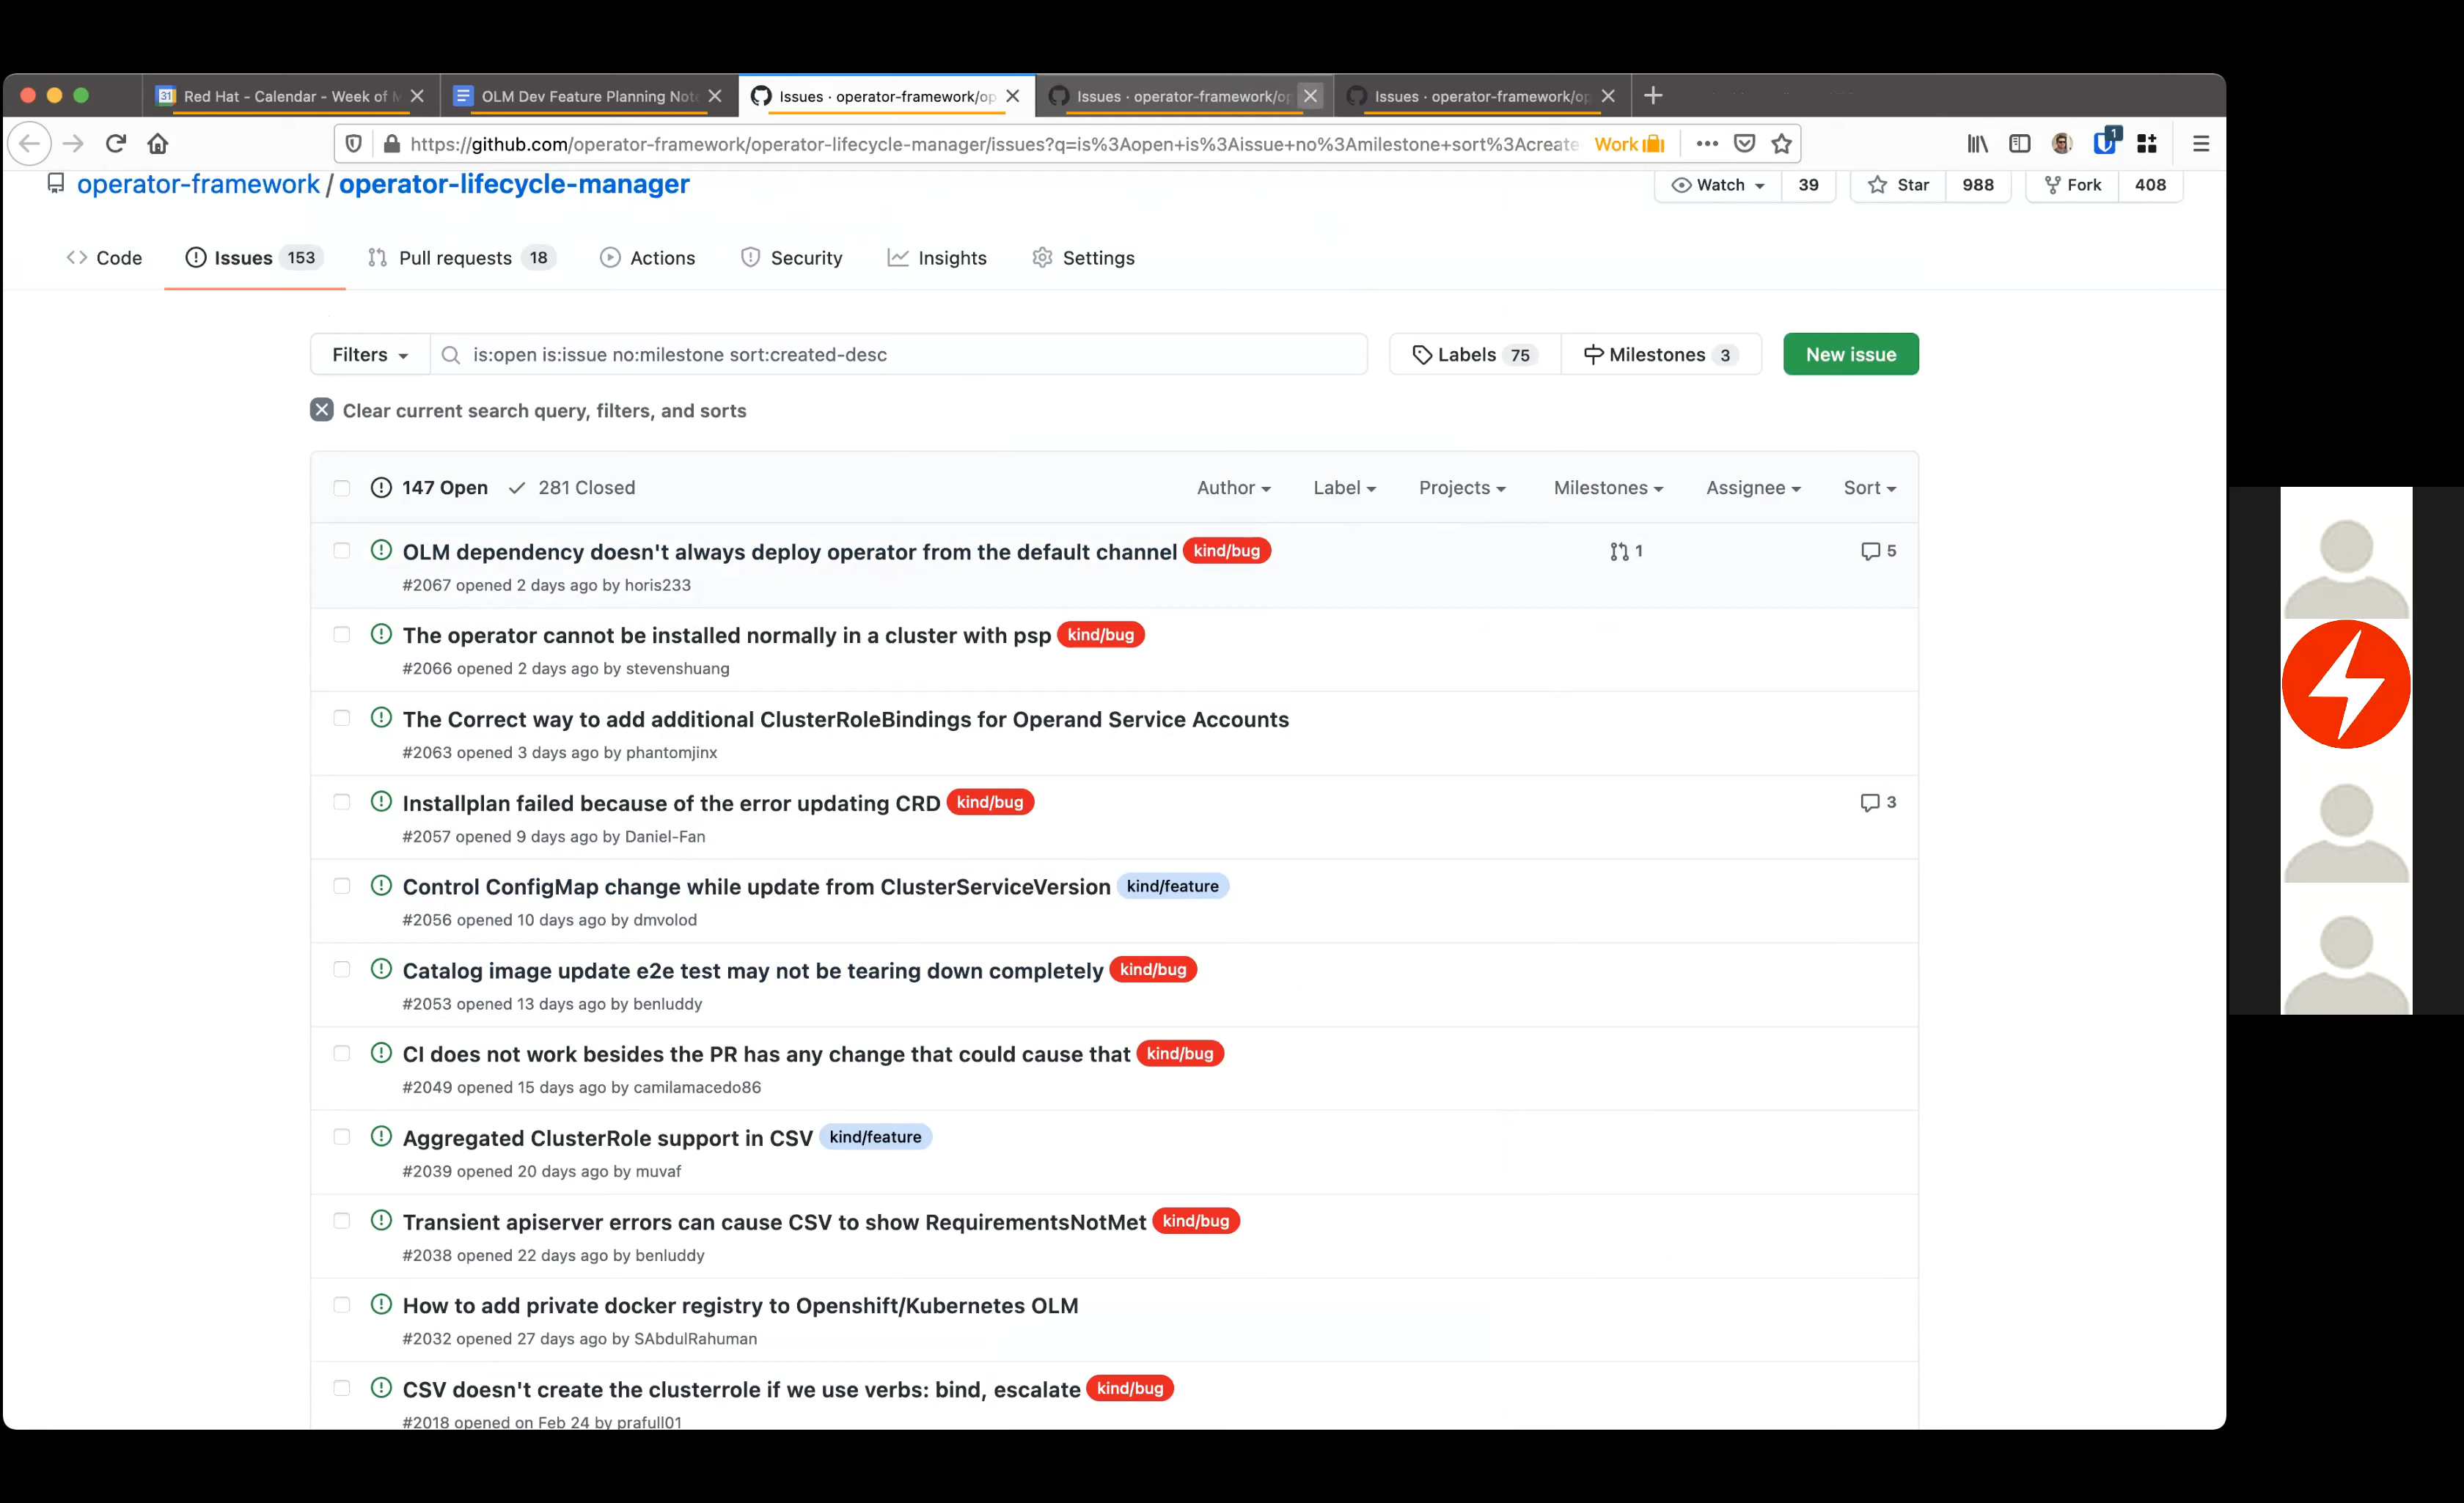 Red Hat - Calendar - Week of M
OLM Dev Feature Planning Not
Issues · operator-framework/op
Issues · operator-framework/op
Issues · operator-framework/op
https://github.com/operator-framework/operator-lifecycle-manager/issues?q=is%3Aopen+is%3Aissue+no%3Amilestone+sort%3Acreate
Work
1
operator-framework / operator-lifecycle-manager
Watch 39
Star 988
Fork 408
Code
Issues 153
Pull requests 18
Actions
Security
Insights
Settings
Filters
is:open is:issue no:milestone sort:created-desc
Labels 75
Milestones 3
New issue
Clear current search query, filters, and sorts
147 Open 281 Closed
Author Label Projects Milestones Assignee Sort
OLM dependency doesn't always deploy operator from the default channel kind/bug 1 5
#2067 opened 2 days ago by horis233
The operator cannot be installed normally in a cluster with psp kind/bug
#2066 opened 2 days ago by stevenshuang
The Correct way to add additional ClusterRoleBindings for Operand Service Accounts
#2063 opened 3 days ago by phantomjinx
Installplan failed because of the error updating CRD kind/bug 3
#2057 opened 9 days ago by Daniel-Fan
Control ConfigMap change while update from ClusterServiceVersion kind/feature
#2056 opened 10 days ago by dmvolod
Catalog image update e2e test may not be tearing down completely kind/bug
#2053 opened 13 days ago by benluddy
CI does not work besides the PR has any change that could cause that kind/bug
#2049 opened 15 days ago by camilamacedo86
Aggregated ClusterRole support in CSV kind/feature
#2039 opened 20 days ago by muvaf
Transient apiserver errors can cause CSV to show RequirementsNotMet kind/bug
#2038 opened 22 days ago by benluddy
How to add private docker registry to Openshift/Kubernetes OLM
#2032 opened 27 days ago by SAbdulRahuman
CSV doesn't create the clusterrole if we use verbs: bind, escalate kind/bug
#2018 opened on Feb 24 by prafull01